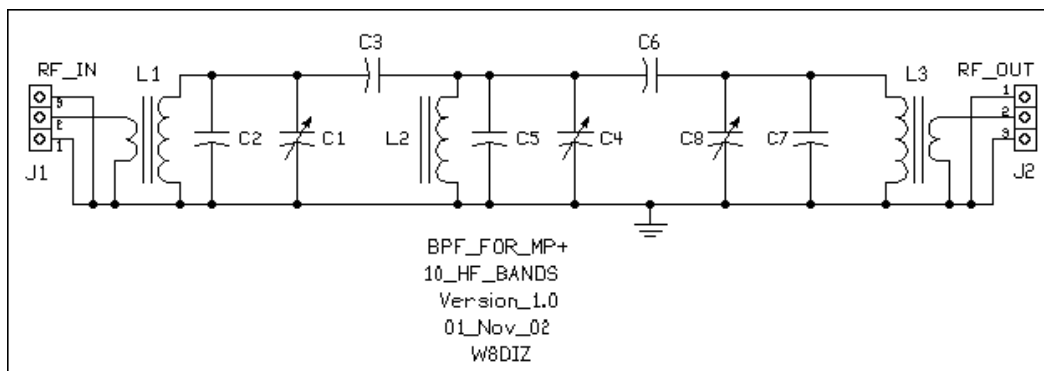 C3
C6
RF_IN
L1
L3
RF_OUT
3
2
1
J1
C2
C1
L2
C5
C4
C8
C7
1
2
3
J2
BPF_FOR_MP+
10_HF_BANDS
Version_1.0
01_Nov_02
W8DIZ